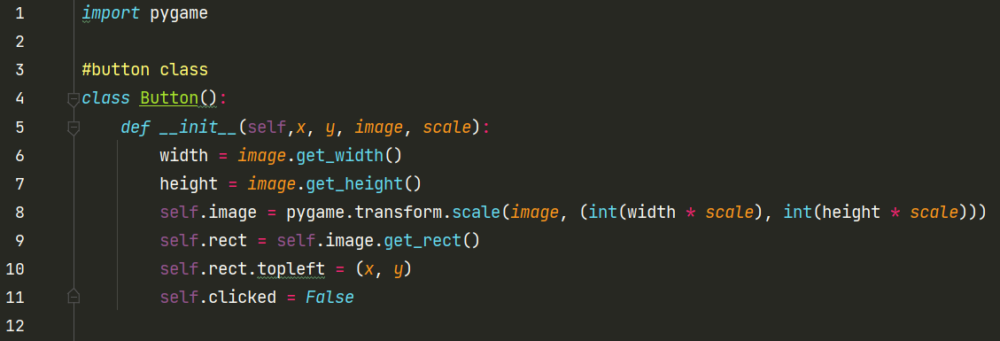 1 import pygame
2
3 #button class
4 class Button():
5     def __init__(self,x, y, image, scale):
6         width = image.get_width()
7         height = image.get_height()
8         self.image = pygame.transform.scale(image, (int(width * scale), int(height * scale)))
9         self.rect = self.image.get_rect()
10         self.rect.topleft = (x, y)
11         self.clicked = False
12